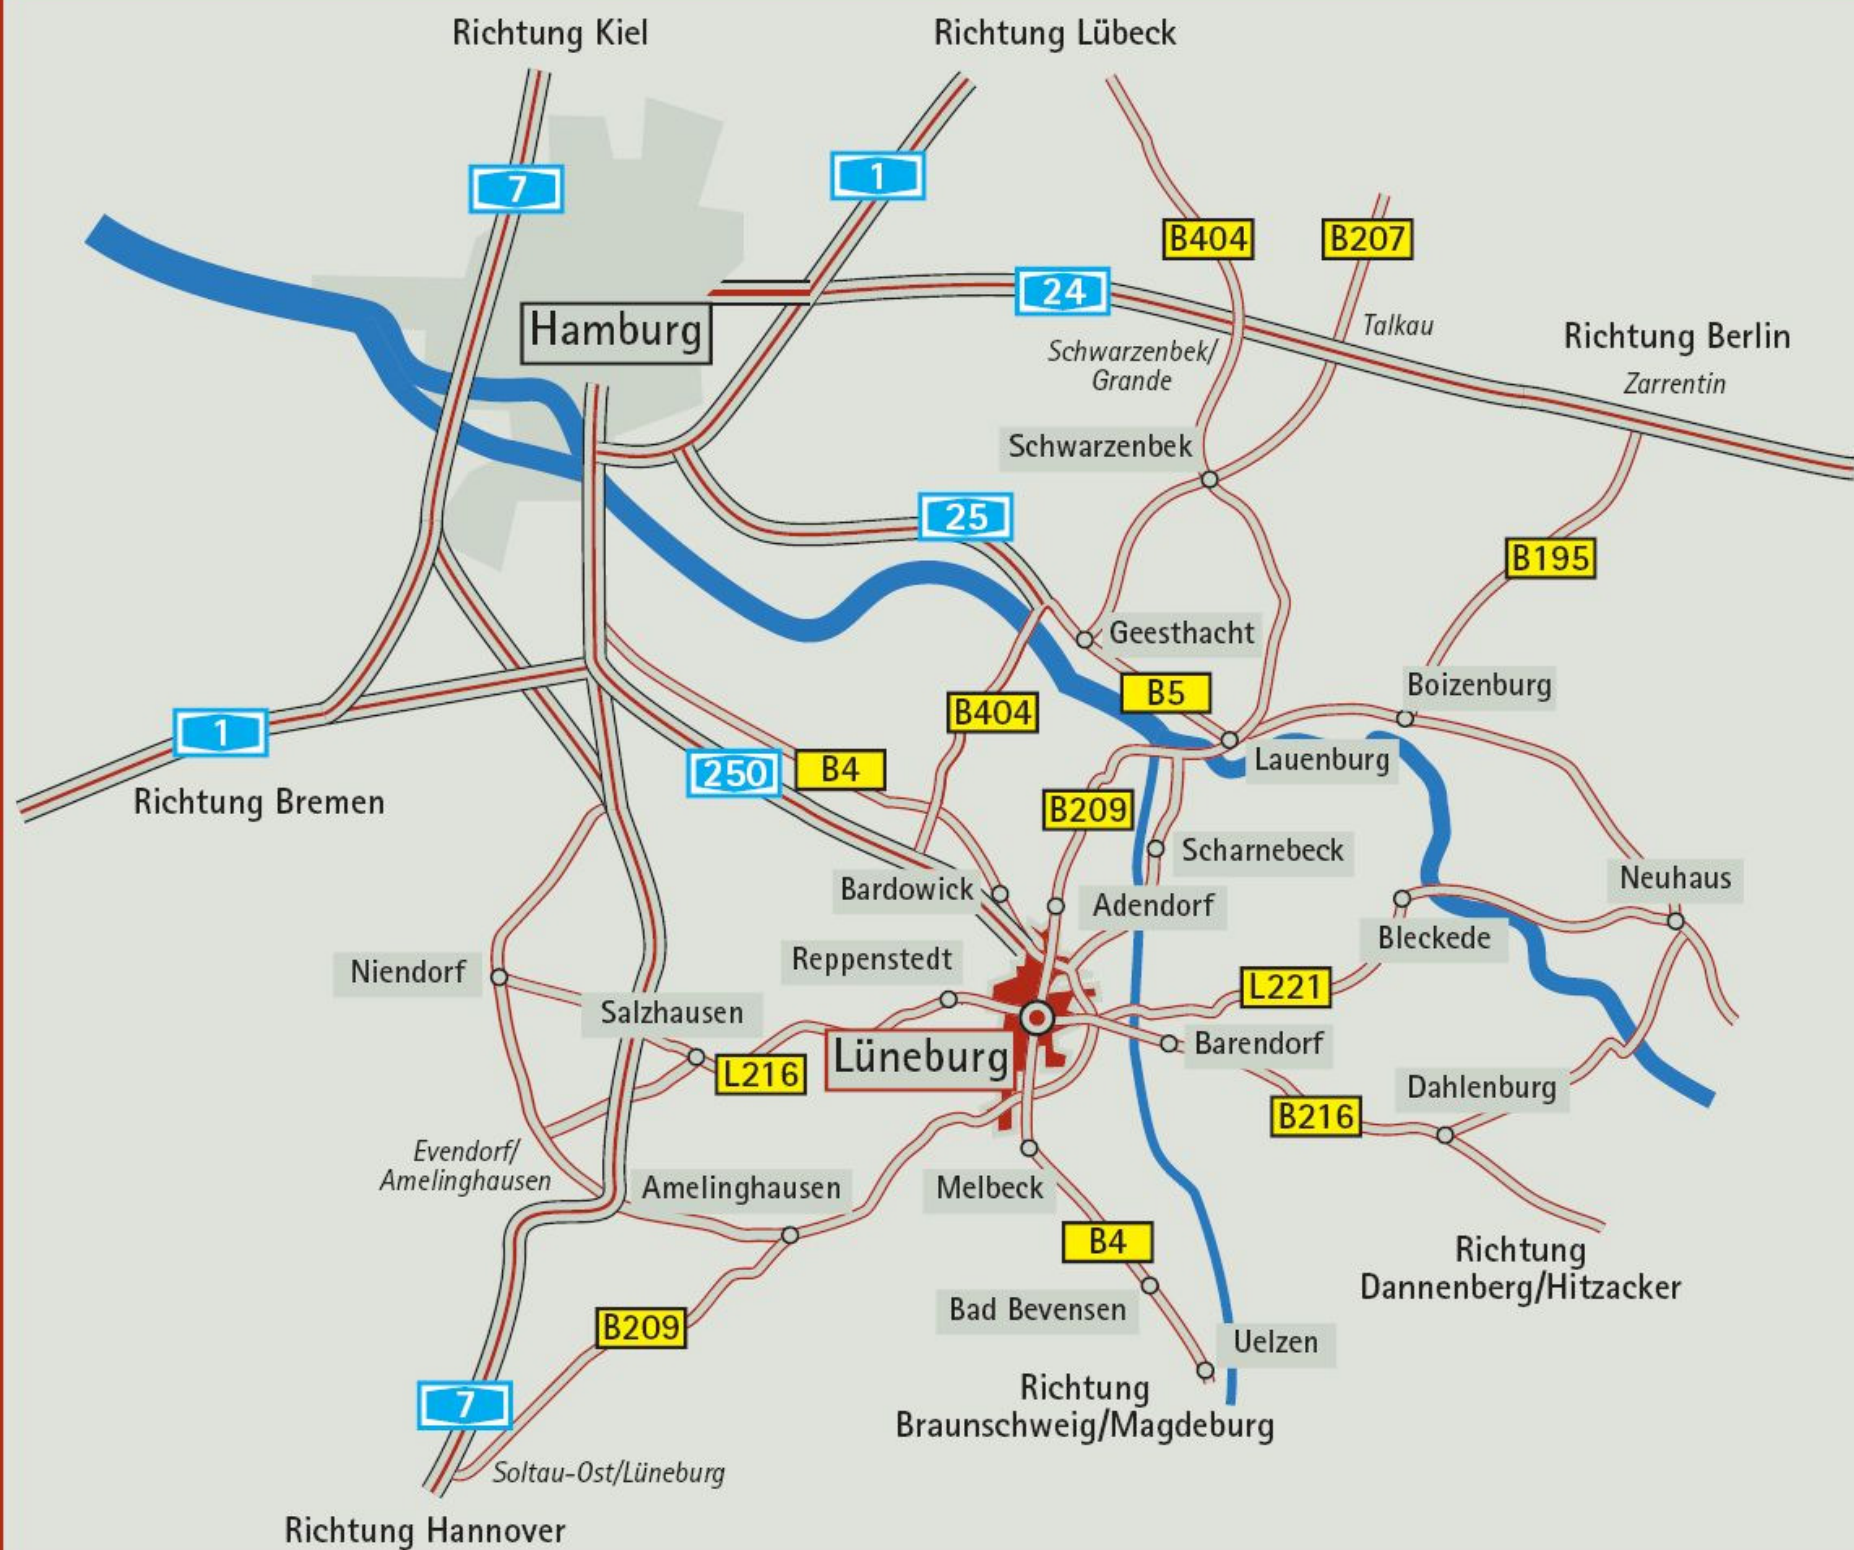 Richtung Kiel
Richtung Lübeck
7
1
B404
B207
24
Hamburg
Talkau
Schwarzenbek/
Grande
Richtung Berlin
Zarrentin
Schwarzenbek
25
B195
Geesthacht
B5
Boizenburg
B404
1
Richtung Bremen
250
B4
Lauenburg
B209
Scharnebeck
Bardowick
Adendorf
Neuhaus
Bleckede
Reppenstedt
Niendorf
L221
Salzhausen
Lüneburg
Barendorf
L216
Dahlenburg
B216
Evendorf/
Amelinghausen
Amelinghausen
Melbeck
B4
Richtung
Dannenberg/Hitzacker
Bad Bevensen
B209
Uelzen
Richtung
Braunschweig/Magdeburg
7
Soltau-Ost/Lüneburg
Richtung Hannover